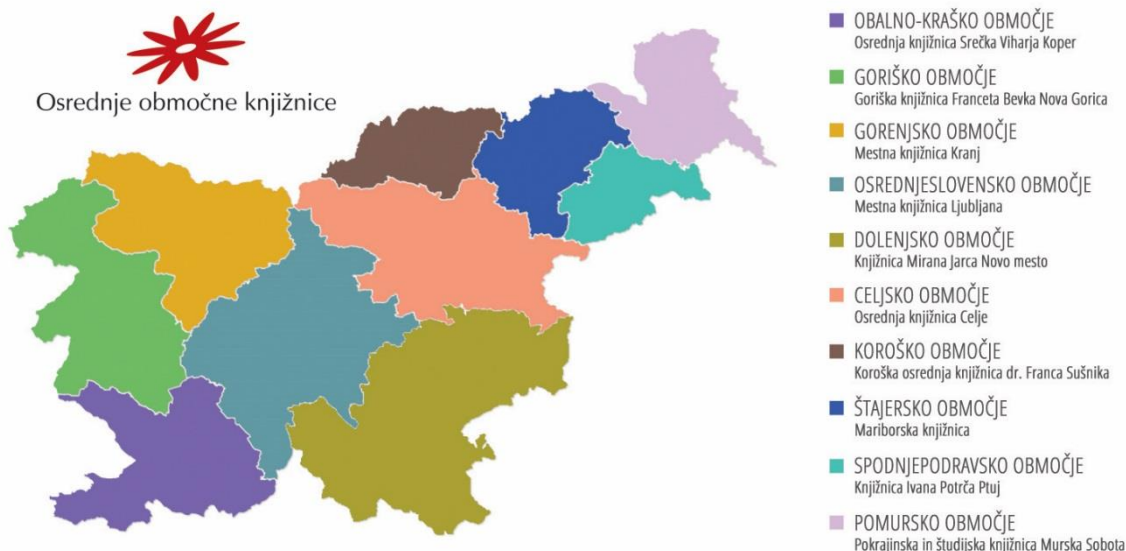 Osrednje območne knjižnice
OBALNO-KRAŠKO OBMOČJE
Osrednja knjižnica Srečka Viharja Koper
GORIŠKO OBMOČJE
Goriška knjižnica Franceta Bevka Nova Gorica
GORENJSKO OBMOČJE
Mestna knjižnica Kranj
OSREDNJESLOVENSKO OBMOČJE
Mestna knjižnica Ljubljana
DOLENJSKO OBMOČJE
Knjižnica Mirana Jarca Novo mesto
CELJSKO OBMOČJE
Osrednja knjižnica Celje
KOROŠKO OBMOČJE
Koroška osrednja knjižnica dr. Franca Sušnika
ŠTAJERSKO OBMOČJE
Mariborska knjižnica
SPODNJEPODRAVSKO OBMOČJE
Knjižnica Ivana Potrča Ptuj
POMURSKO OBMOČJE
Pokrajinska in študijska knjižnica Murska Sobota